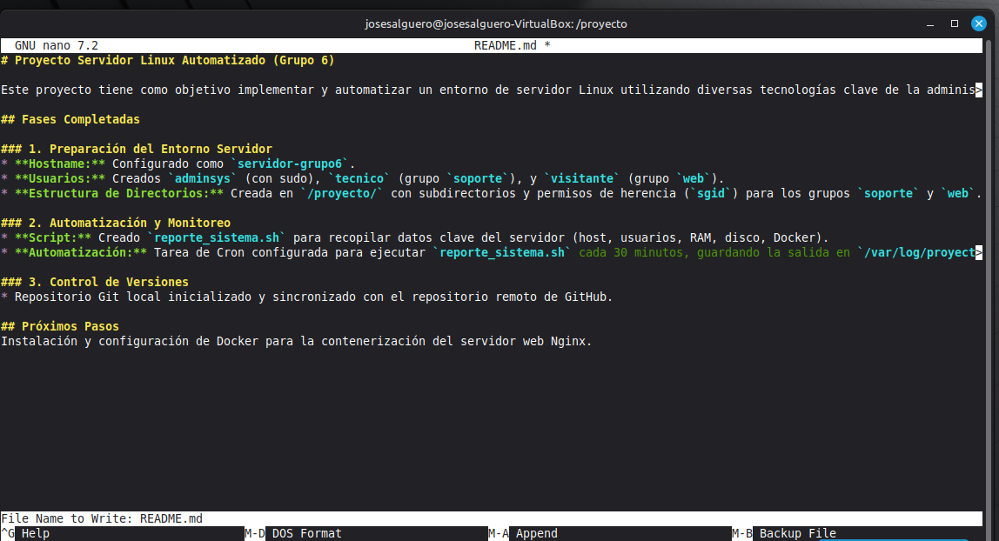 josesalguero@josesalguero-VirtualBox: /proyecto
GNU nano 7.2 README.md *
# Proyecto Servidor Linux Automatizado (Grupo 6)
Este proyecto tiene como objetivo implementar y automatizar un entorno de servidor Linux utilizando diversas tecnologías clave de la adminis>
## Fases Completadas
### 1. Preparación del Entorno Servidor
* **Hostname:** Configurado como `servidor-grupo6`.
* **Usuarios:** Creados `adminsys` (con sudo), `tecnico` (grupo `soporte`), y `visitante` (grupo `web`).
* **Estructura de Directorios:** Creada en `/proyecto/` con subdirectorios y permisos de herencia (`sgid`) para los grupos `soporte` y `web`.
### 2. Automatización y Monitoreo
* **Script:** Creado `reporte_sistema.sh` para recopilar datos clave del servidor (host, usuarios, RAM, disco, Docker).
* **Automatización:** Tarea de Cron configurada para ejecutar `reporte_sistema.sh` cada 30 minutos, guardando la salida en `/var/log/proyect>
### 3. Control de Versiones
* Repositorio Git local inicializado y sincronizado con el repositorio remoto de GitHub.
## Próximos Pasos
Instalación y configuración de Docker para la contenerización del servidor web Nginx.
File Name to Write: README.md
^G Help M-D DOS Format M-A Append M-B Backup File